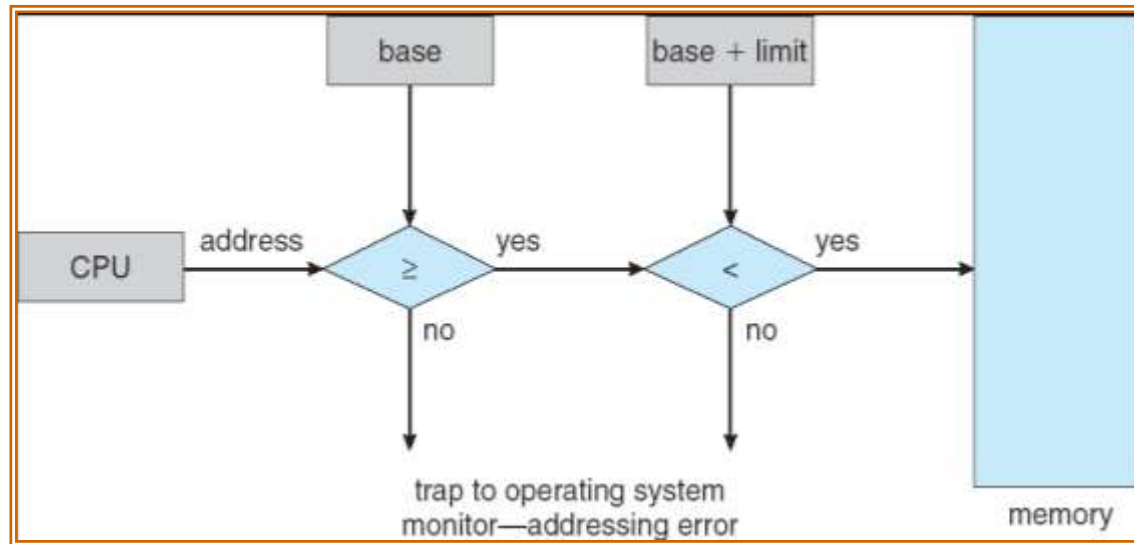 base
base + limit
address
yes
yes
CPU
≥
<
no
no
trap to operating system
monitor—addressing error
memory